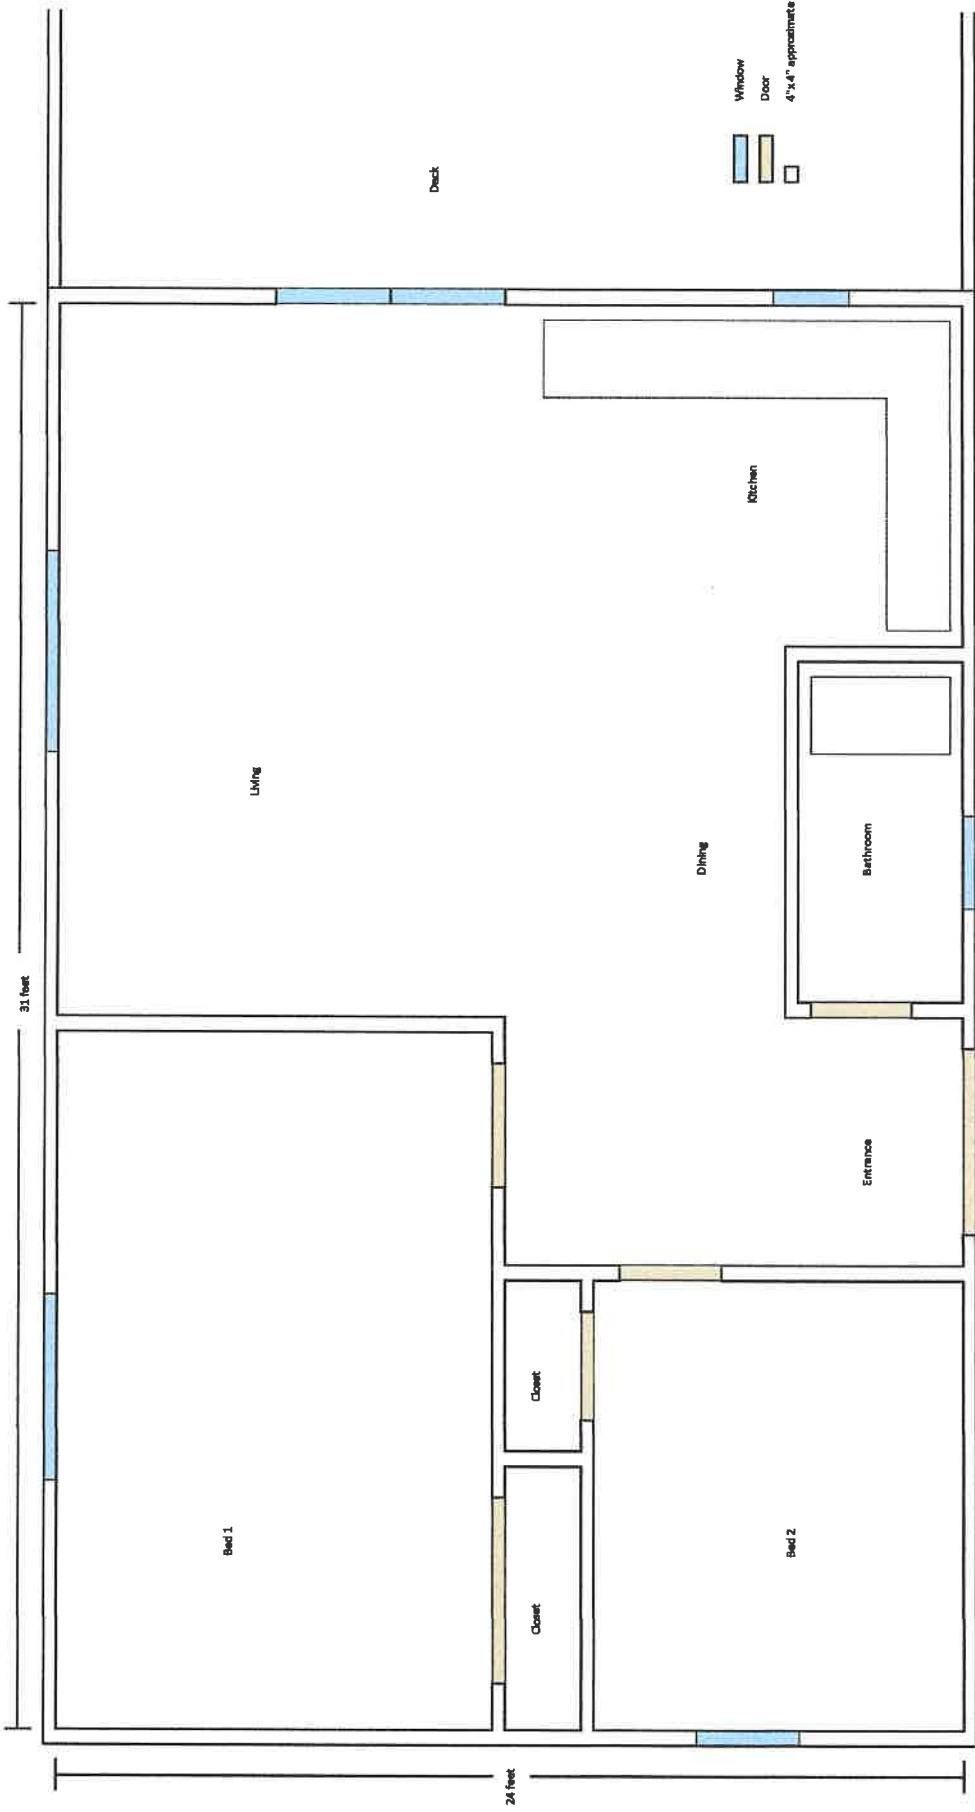 31 feet
24 feet
Bed 1
Living
Deck
Closet
Closet
Bed 2
Entrance
Dining
Bathroom
Kitchen
Window
Door
4"x4" approximate